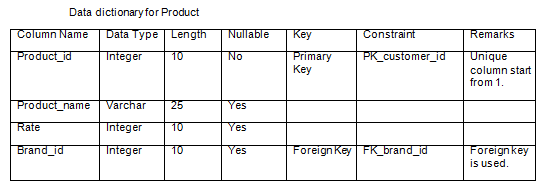 Data dictionary for Product
Column Name Data Type Length Nullable Key Constraint Remarks
Product_id Integer 10 No Primary Key PK_customer_id Unique column start from 1.
Product_name Varchar 25 Yes
Rate Integer 10 Yes
Brand_id Integer 10 Yes Foreign Key FK_brand_id Foreign key is used.